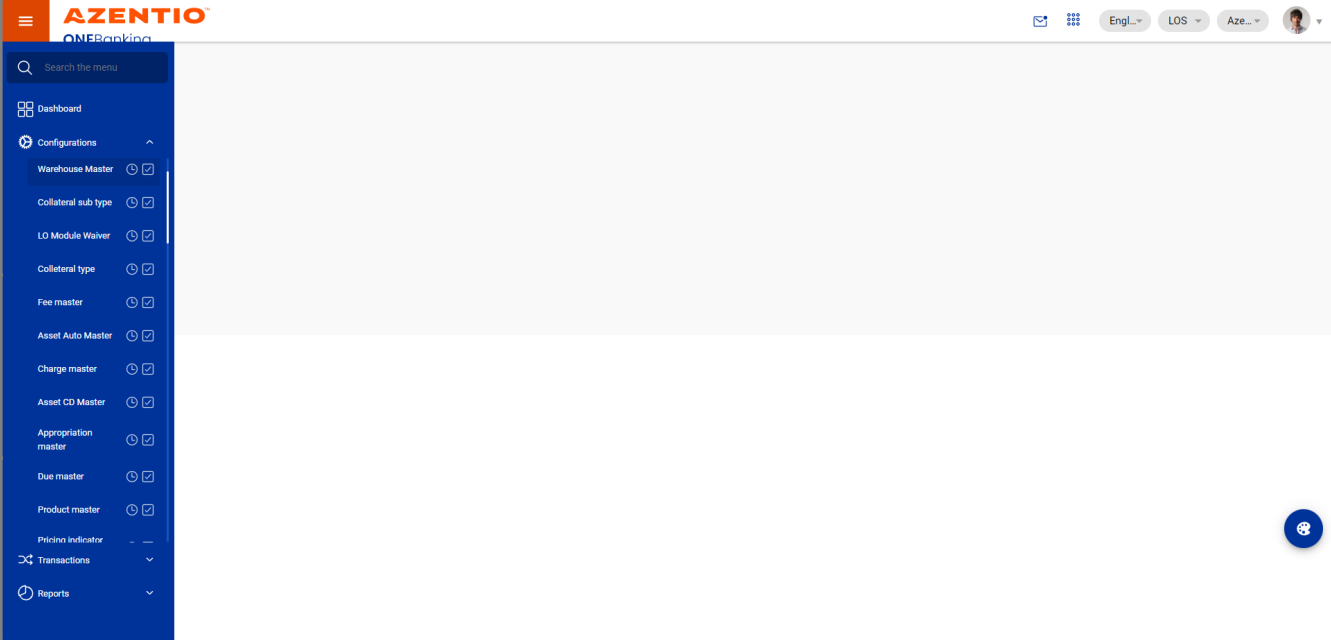 AZENTIO
ONEBanking
Engl...
LOS
Aze...
Search the menu
Dashboard
Configurations
Warehouse Master
Collateral sub type
LO Module Waiver
Colleteral type
Fee master
Asset Auto Master
Charge master
Asset CD Master
Appropriation
master
Due master
Product master
Pricing indicator
Transactions
Reports